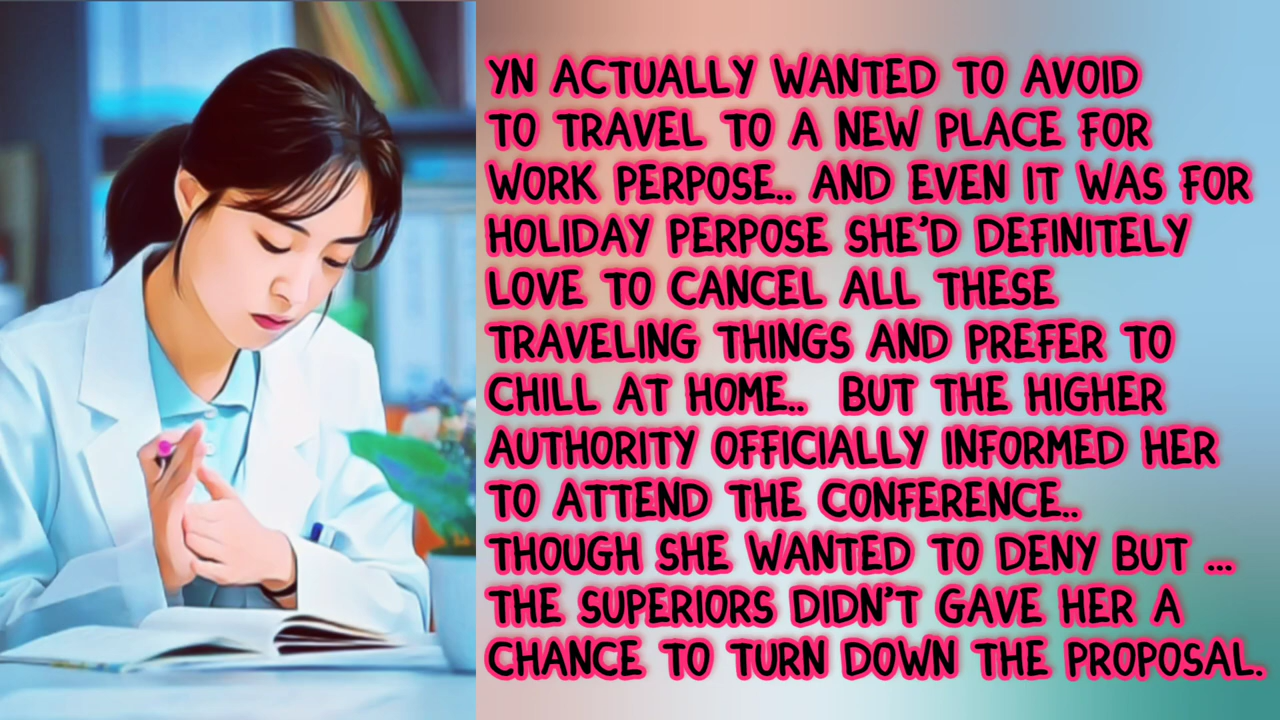 YN ACTUALLY WANTED TO AVOID
TO TRAVEL TO A NEW PLACE FOR
WORK PERPOSE.. AND EVEN IT WAS FOR
HOLIDAY PERPOSE SHE'D DEFINITELY
LOVE TO CANCEL ALL THESE
TRAVELING THINGS AND PREFER TO
CHILL AT HOME..  BUT THE HIGHER
AUTHORITY OFFICIALLY INFORMED HER
TO ATTEND THE CONFERENCE..
THOUGH SHE WANTED TO DENY BUT ...
THE SUPERIORS DIDN'T GAVE HER A
CHANCE TO TURN DOWN THE PROPOSAL.